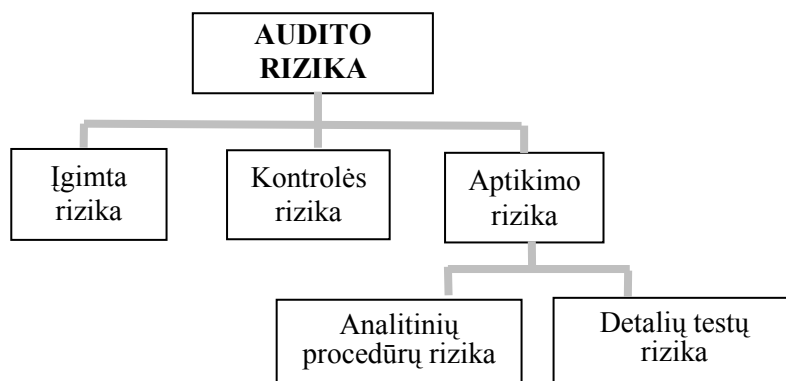 AUDITO
RIZIKA
Įgimta
rizika
Kontrolės
rizika
Aptikimo
rizika
Analitinių
procedūrų rizika
Detalių testų
rizika